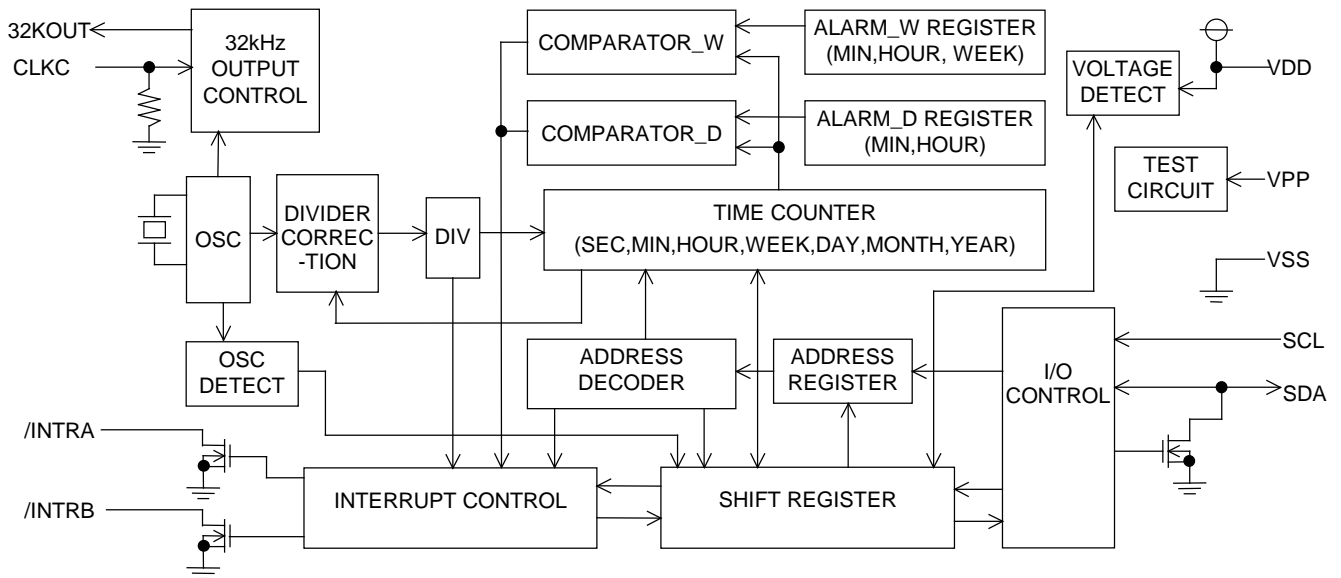 32KOUT
CLKC
32kHz
OUTPUT
CONTROL
COMPARATOR_W
ALARM_W REGISTER
(MIN,HOUR, WEEK)
VOLTAGE
DETECT
VDD
COMPARATOR_D
ALARM_D REGISTER
(MIN,HOUR)
TEST
CIRCUIT
VPP
OSC
DIVIDER
CORREC
-TION
DIV
TIME COUNTER
(SEC,MIN,HOUR,WEEK,DAY,MONTH,YEAR)
VSS
OSC
DETECT
ADDRESS
DECODER
ADDRESS
REGISTER
I/O
CONTROL
SCL
SDA
/INTRA
/INTRB
INTERRUPT CONTROL
SHIFT REGISTER